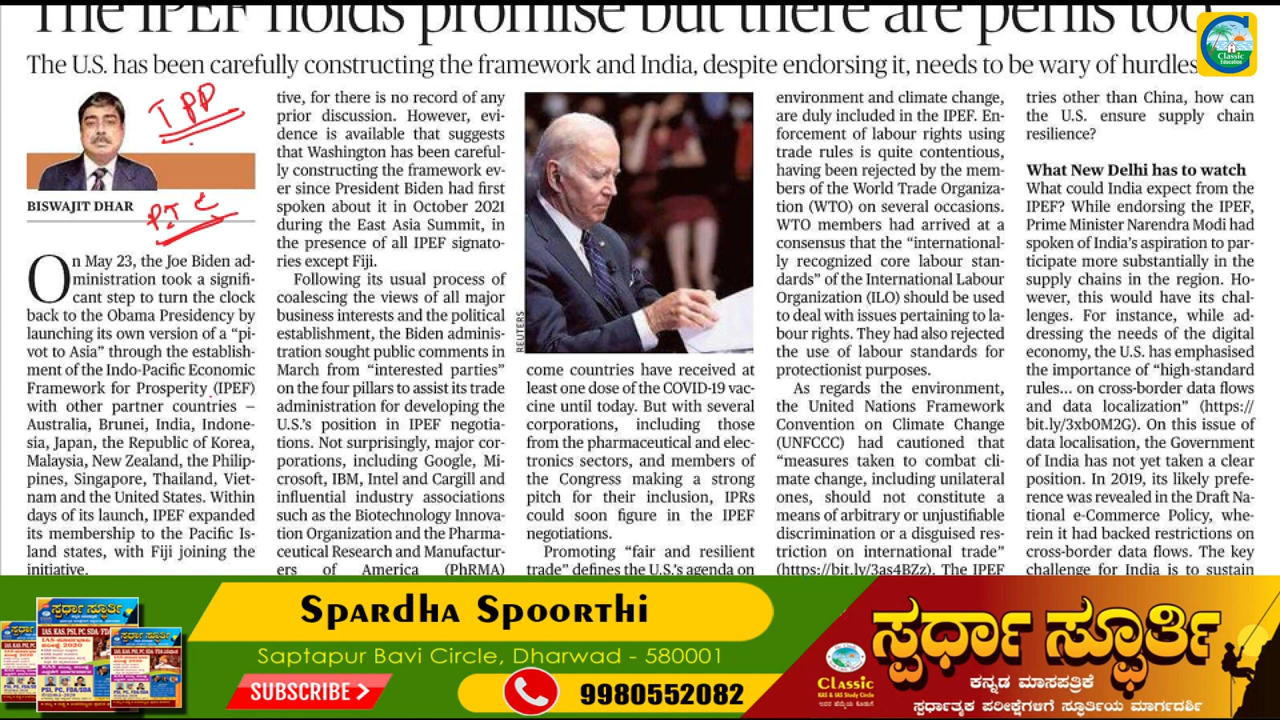 The IPEF holds promise but there are perils too
The U.S. has been carefully constructing the framework and India, despite endorsing it, needs to be wary of hurdles
Classic
Education
TPP
BISWAJIT DHAR
On May 23, the Joe Biden ad-
ministration took a signifi-
cant step to turn the clock
back to the Obama Presidency by
launching its own version of a “pi-
vot to Asia” through the establish-
ment of the Indo-Pacific Economic
Framework for Prosperity (IPEF)
with other partner countries —
Australia, Brunei, India, Indone-
sia, Japan, the Republic of Korea,
Malaysia, New Zealand, the Philip-
pines, Singapore, Thailand, Viet-
nam and the United States. Within
days of its launch, IPEF expanded
its membership to the Pacific Is-
land states, with Fiji joining the
initiative.
tive, for there is no record of any
prior discussion. However, evi-
dence is available that suggests
that Washington has been careful-
ly constructing the framework ev-
er since President Biden had first
spoken about it in October 2021
during the East Asia Summit, in
the presence of all IPEF signato-
ries except Fiji.
Following its usual process of
coalescing the views of all major
business interests and the political
establishment, the Biden adminis-
tration sought public comments in
March from “interested parties”
on the four pillars to assist its trade
administration for developing the
U.S.’s position in IPEF negotia-
tions. Not surprisingly, major cor-
porations, including Google, Mi-
crosoft, IBM, Intel and Cargill and
influential industry associations
such as the Biotechnology Innova-
tion Organization and the Pharma-
ceutical Research and Manufactur-
ers of America (PhRMA)
REUTERS
come countries have received at
least one dose of the COVID-19 vac-
cine until today. But with several
corporations, including those
from the pharmaceutical and elec-
tronics sectors, and members of
the Congress making a strong
pitch for their inclusion, IPRs
could soon figure in the IPEF
negotiations.
Promoting “fair and resilient
trade” defines the U.S.’s agenda on
environment and climate change,
are duly included in the IPEF. En-
forcement of labour rights using
trade rules is quite contentious,
having been rejected by the mem-
bers of the World Trade Organiza-
tion (WTO) on several occasions.
WTO members had arrived at a
consensus that the “international-
ly recognized core labour stan-
dards” of the International Labour
Organization (ILO) should be used
to deal with issues pertaining to la-
bour rights. They had also rejected
the use of labour standards for
protectionist purposes.
As regards the environment,
the United Nations Framework
Convention on Climate Change
(UNFCCC) had cautioned that
“measures taken to combat cli-
mate change, including unilateral
ones, should not constitute a
means of arbitrary or unjustifiable
discrimination or a disguised res-
triction on international trade”
(https://bit.ly/3as4BZz). The IPEF
tries other than China, how can
the U.S. ensure supply chain
resilience?
What New Delhi has to watch
What could India expect from the
IPEF? While endorsing the IPEF,
Prime Minister Narendra Modi had
spoken of India’s aspiration to par-
ticipate more substantially in the
supply chains in the region. Ho-
wever, this would have its chal-
lenges. For instance, while ad-
dressing the needs of the digital
economy, the U.S. has emphasised
the importance of “high-standard
rules... on cross-border data flows
and data localization” (https://
bit.ly/3xbOM2G). On this issue of
data localisation, the Government
of India has not yet taken a clear
position. In 2019, its likely prefe-
rence was revealed in the Draft Na-
tional e-Commerce Policy, whe-
rein it had backed restrictions on
cross-border data flows. The key
challenge for India is to sustain
Spardha Spoorthi
Saptapur Bavi Circle, Dharwad - 580001
SUBSCRIBE
9980552082
ಸ್ಪರ್ಧಾ ಸ್ಫೂರ್ತಿ
Classic
KAS & IAS Study Circle
ಕನ್ನಡ ಮಾಸಪತ್ರಿಕೆ
ಸ್ಪರ್ಧಾತ್ಮಕ ಪರೀಕ್ಷೆಗಳಿಗೆ ಸ್ಫೂರ್ತಿಯ ಮಾರ್ಗದರ್ಶಿ